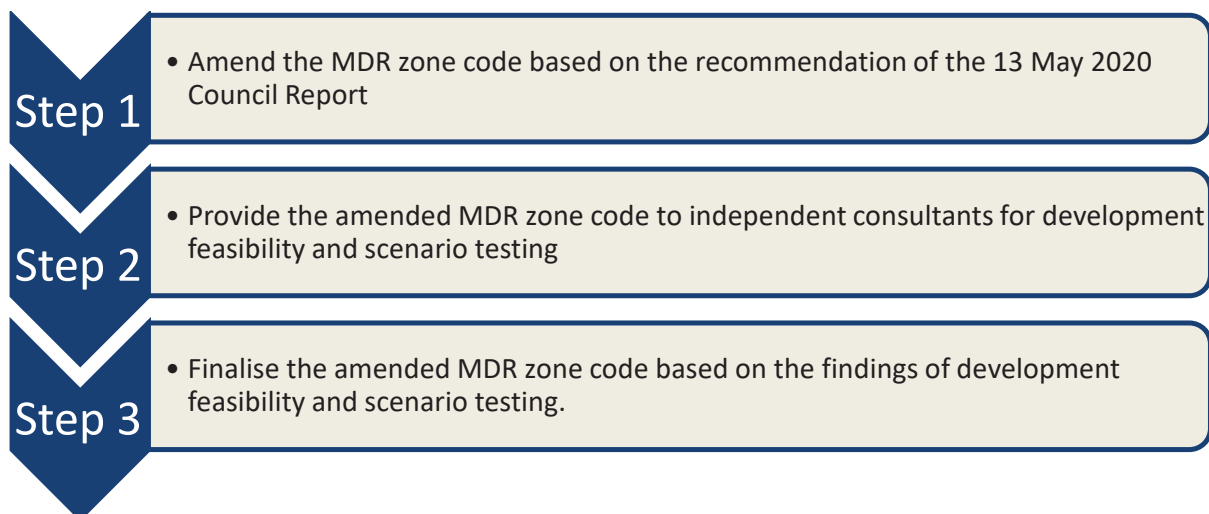 Step 1
• Amend the MDR zone code based on the recommendation of the 13 May 2020
Council Report
Step 2
• Provide the amended MDR zone code to independent consultants for development
feasibility and scenario testing
Step 3
• Finalise the amended MDR zone code based on the findings of development
feasibility and scenario testing.